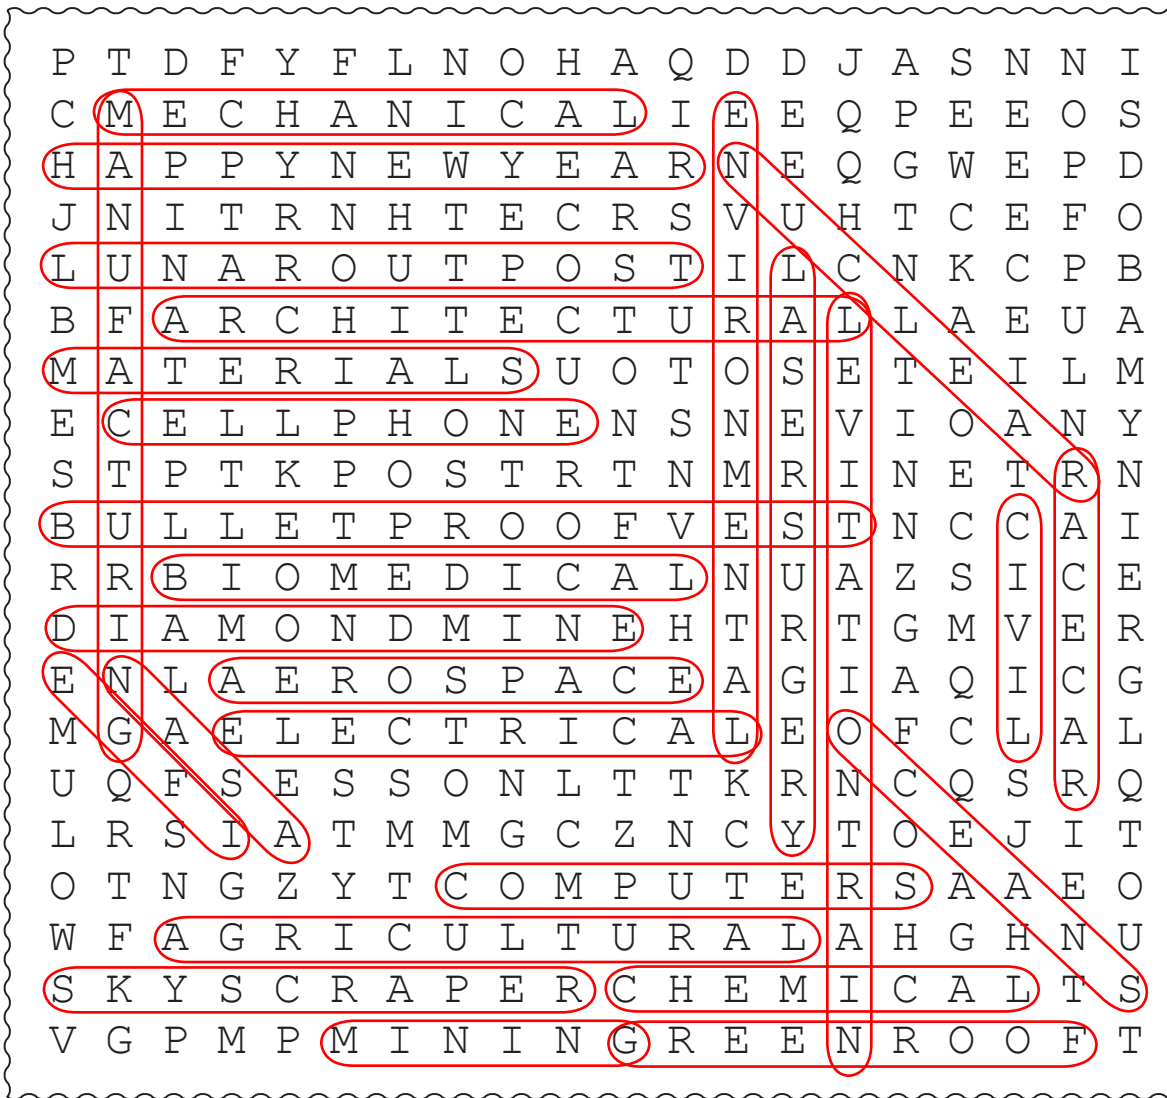 P T D F Y F L N O H A Q D D J A S N N I
C M E C H A N I C A L I E E Q P E E O S
H A P P Y N E W Y E A R N E Q G W E P D
J N I T R N H T E C R S V U H T C E F O
L U N A R O U T P O S T I L C N K C P B
B F A R C H I T E C T U R A L L A E U A
M A T E R I A L S U O T O S E T E I L M
E C E L L P H O N E N S N E V I O A N Y
S T P T K P O S T R T N M R I N E T R N
B U L L E T P R O O F V E S T N C C A I
R R B I O M E D I C A L N U A Z S I C E
D I A M O N D M I N E H T R T G M V E R
E N L A E R O S P A C E A G I A Q I C G
M G A E L E C T R I C A L E O F C L A L
U Q F S E S S O N L T T K R N C Q S R Q
L R S I A T M M G C Z N C Y T O E J I T
O T N G Z Y T C O M P U T E R S A A E O
W F A G R I C U L T U R A L A H G H N U
S K Y S C R A P E R C H E M I C A L T S
V G P M P M I N I N G R E E N R O O F T